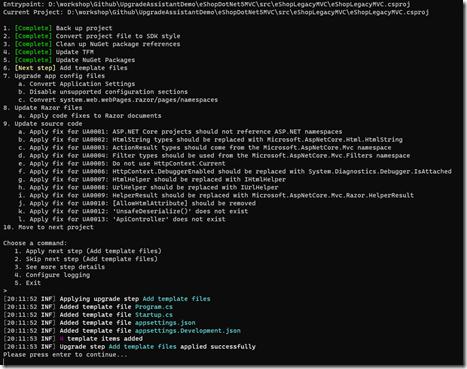 Entrypoint: D:\workshop\Github\UpgradeAssistantDemo\eShopDotNet5MVC\src\eShopLegacyMVC\eShopLegacyMVC.csproj
Current Project: D:\workshop\Github\UpgradeAssistantDemo\eShopDotNet5MVC\src\eShopLegacyMVC\eShopLegacyMVC.csproj
1. [Complete] Back up project
2. [Complete] Convert project file to SDK style
3. [Complete] Clean up NuGet package references
4. [Complete] Update TFM
5. [Complete] Update NuGet Packages
6. [Next step] Add template files
7. Upgrade app config files
a. Convert Application Settings
b. Disable unsupported configuration sections
c. Convert system.web.webPages.razor/pages/namespaces
8. Update Razor files
a. Apply code fixes to Razor documents
9. Update source code
a. Apply fix for UA0001: ASP.NET Core projects should not reference ASP.NET namespaces
b. Apply fix for UA0002: HtmlString types should be replaced with Microsoft.AspNetCore.Html.HtmlString
c. Apply fix for UA0003: ActionResult types should come from the Microsoft.AspNetCore.Mvc namespace
d. Apply fix for UA0004: Filter types should be used from the Microsoft.AspNetCore.Mvc.Filters namespace
e. Apply fix for UA0005: Do not use HttpContext.Current
f. Apply fix for UA0006: HttpContext.DebuggerEnabled should be replaced with System.Diagnostics.Debugger.IsAttached
g. Apply fix for UA0007: HtmlHelper should be replaced with IHtmlHelper
h. Apply fix for UA0008: UrlHelper should be replaced with IUrlHelper
i. Apply fix for UA0009: HelperResult should be replaced with Microsoft.AspNetCore.Mvc.Razor.HelperResult
j. Apply fix for UA0010: [AllowHtmlAttribute] should be removed
k. Apply fix for UA0012: 'UnsafeDeserialize()' does not exist
l. Apply fix for UA0013: 'ApiController' does not exist
10. Move to next project
Choose a command:
1. Apply next step (Add template files)
2. Skip next step (Add template files)
3. See more step details
4. Configure logging
5. Exit
>
[20:11:52 INF] Applying upgrade step Add template files
[20:11:52 INF] Added template file Program.cs
[20:11:52 INF] Added template file Startup.cs
[20:11:52 INF] Added template file appsettings.json
[20:11:52 INF] Added template file appsettings.Development.json
[20:11:53 INF] 4 template items added
[20:11:53 INF] Upgrade step Add template files applied successfully
Please press enter to continue...